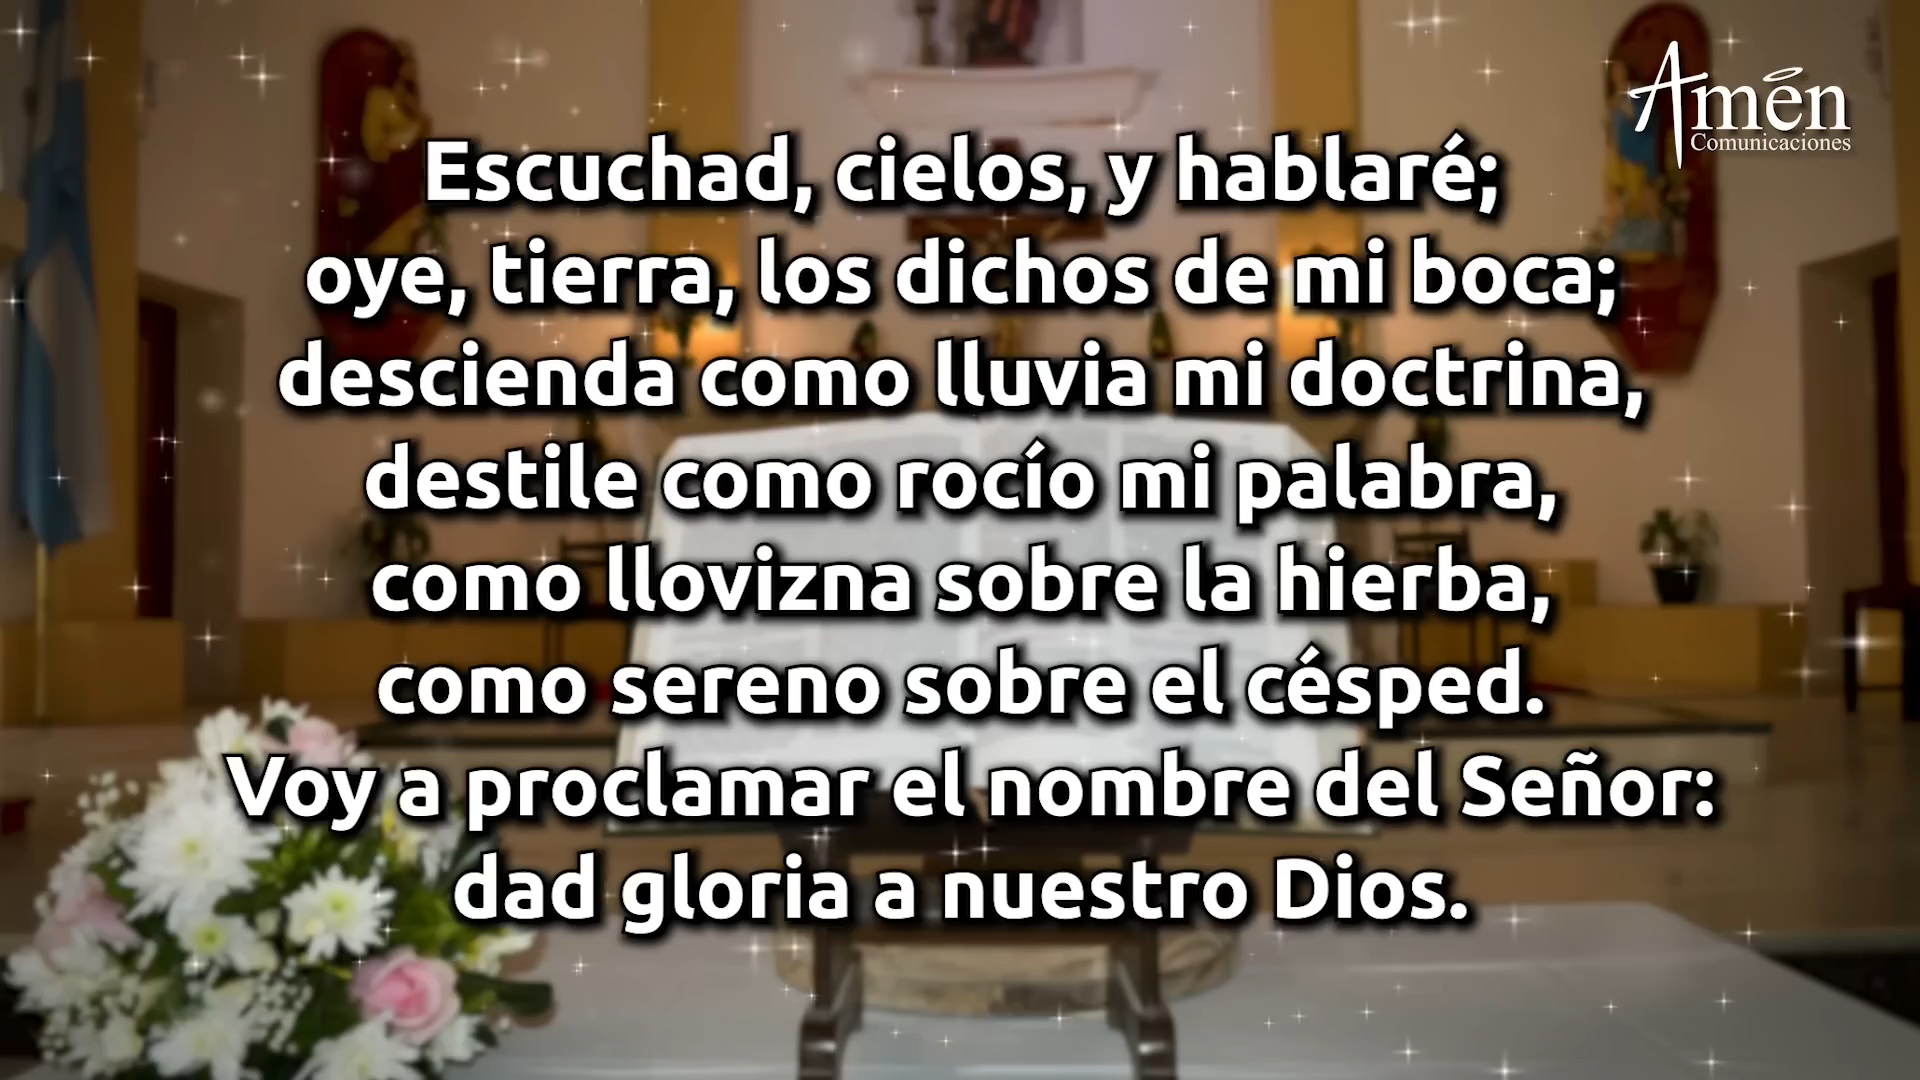 Amén
Comunicaciones
Escuchad, cielos, y hablaré;
oye, tierra, los dichos de mi boca;
descienda como lluvia mi doctrina,
destile como rocío mi palabra,
como llovizna sobre la hierba,
como sereno sobre el césped.
Voy a proclamar el nombre del Señor:
dad gloria a nuestro Dios.